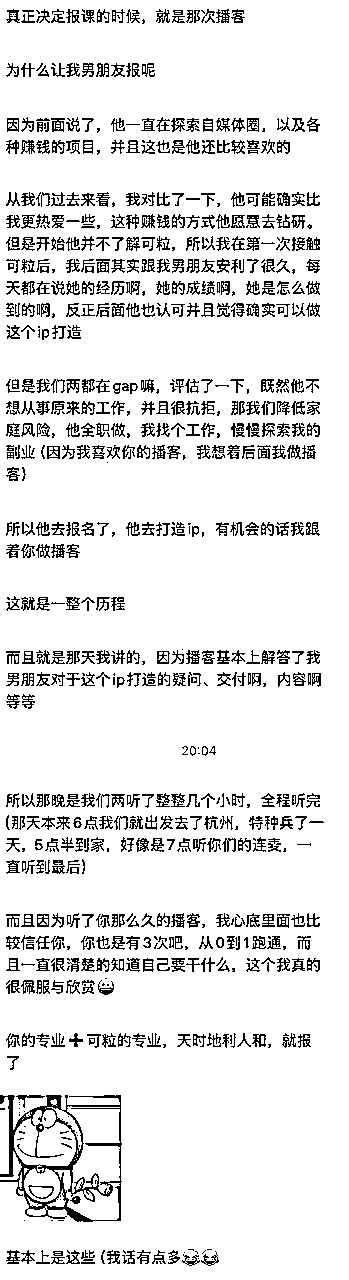 真正决定报课的时候，就是那次播客
为什么让我男朋友报呢
因为前面说了，他一直在探索自媒体圈，以及各
种赚钱的项目，并且这也是他还比较喜欢的
从我们过去来看，我对比了一下，他可能确实比
我更热爱一些，这种赚钱的方式他愿意去钻研。
但是开始他并不了解可粒，所以我在第一次接触
可粒后，我后面其实跟我男朋友安利了很久，每
天都在说她的经历啊，她的成绩啊，她是怎么做
到的啊，反正后面他也认可并且觉得确实可以做
这个ip打造
但是我们两都在gap嘛，评估了一下，既然他不
想从事原来的工作，并且很抗拒，那我们降低家
庭风险，他全职做，我找个工作，慢慢探索我的
副业（因为我喜欢你的播客，我想着后面我做播
客）
所以他去报名了，他去打造ip，有机会的话我跟
着你做播客
这就是一整个历程
而且就是那天我讲的，因为播客基本上解答了我
男朋友对于这个ip打造的疑问、交付啊，内容啊
等等
20:04
所以那晚是我们两听了整整几个小时，全程听完
（那天本来6点我们就出发去了杭州，特种兵了一
天，5点半到家，好像是7点听你们的连麦，一
直听到最后）
而且因为听了你那么久的播客，我心底里面也比
较信任你，你也是有3次吧，从0到1跑通，而
且一直很清楚的知道自己要干什么，这个我真的
很佩服与欣赏😀
你的专业➕可粒的专业，天时地利人和，就报
了
基本上是这些（我话有点多😂😂